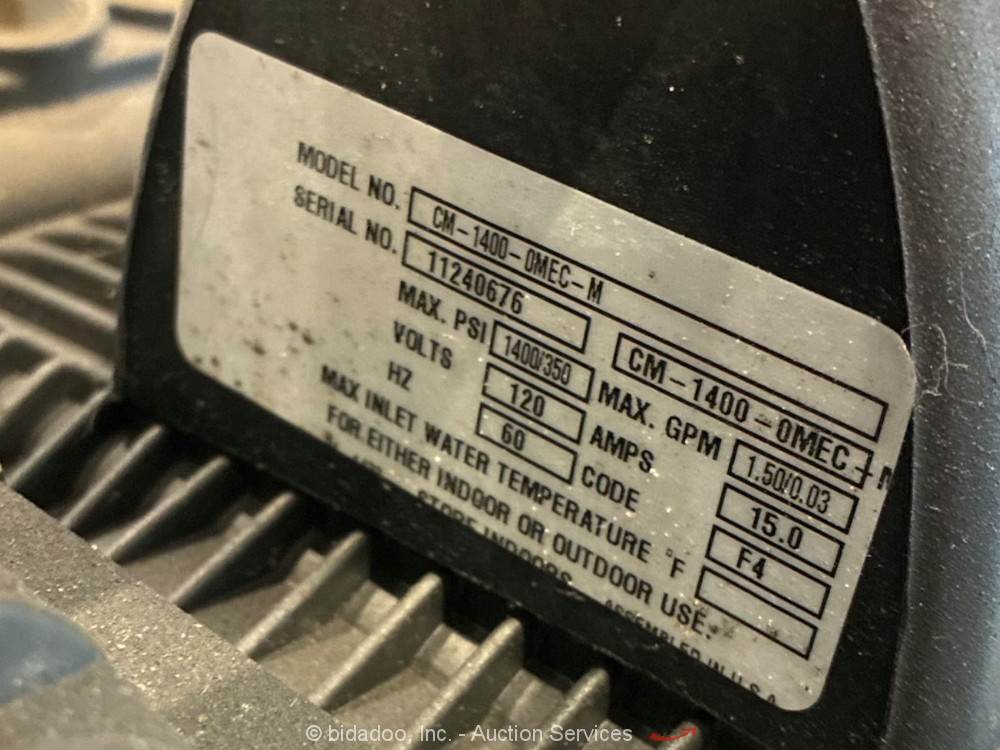 MODEL NO. CM-1400-0MEC-M
SERIAL NO. 11240676 CM-1400-0MEC-M
MAX. PSI 1400/350 MAX. GPM 1.50/0.03
VOLTS 120 AMPS 15.0
HZ 60 CODE F4
MAX INLET WATER TEMPERATURE °F
FOR EITHER INDOOR OR OUTDOOR USE.
STORE INDOORS
ASSEMBLED IN U.S.A
© bidadoo, Inc. - Auction Services